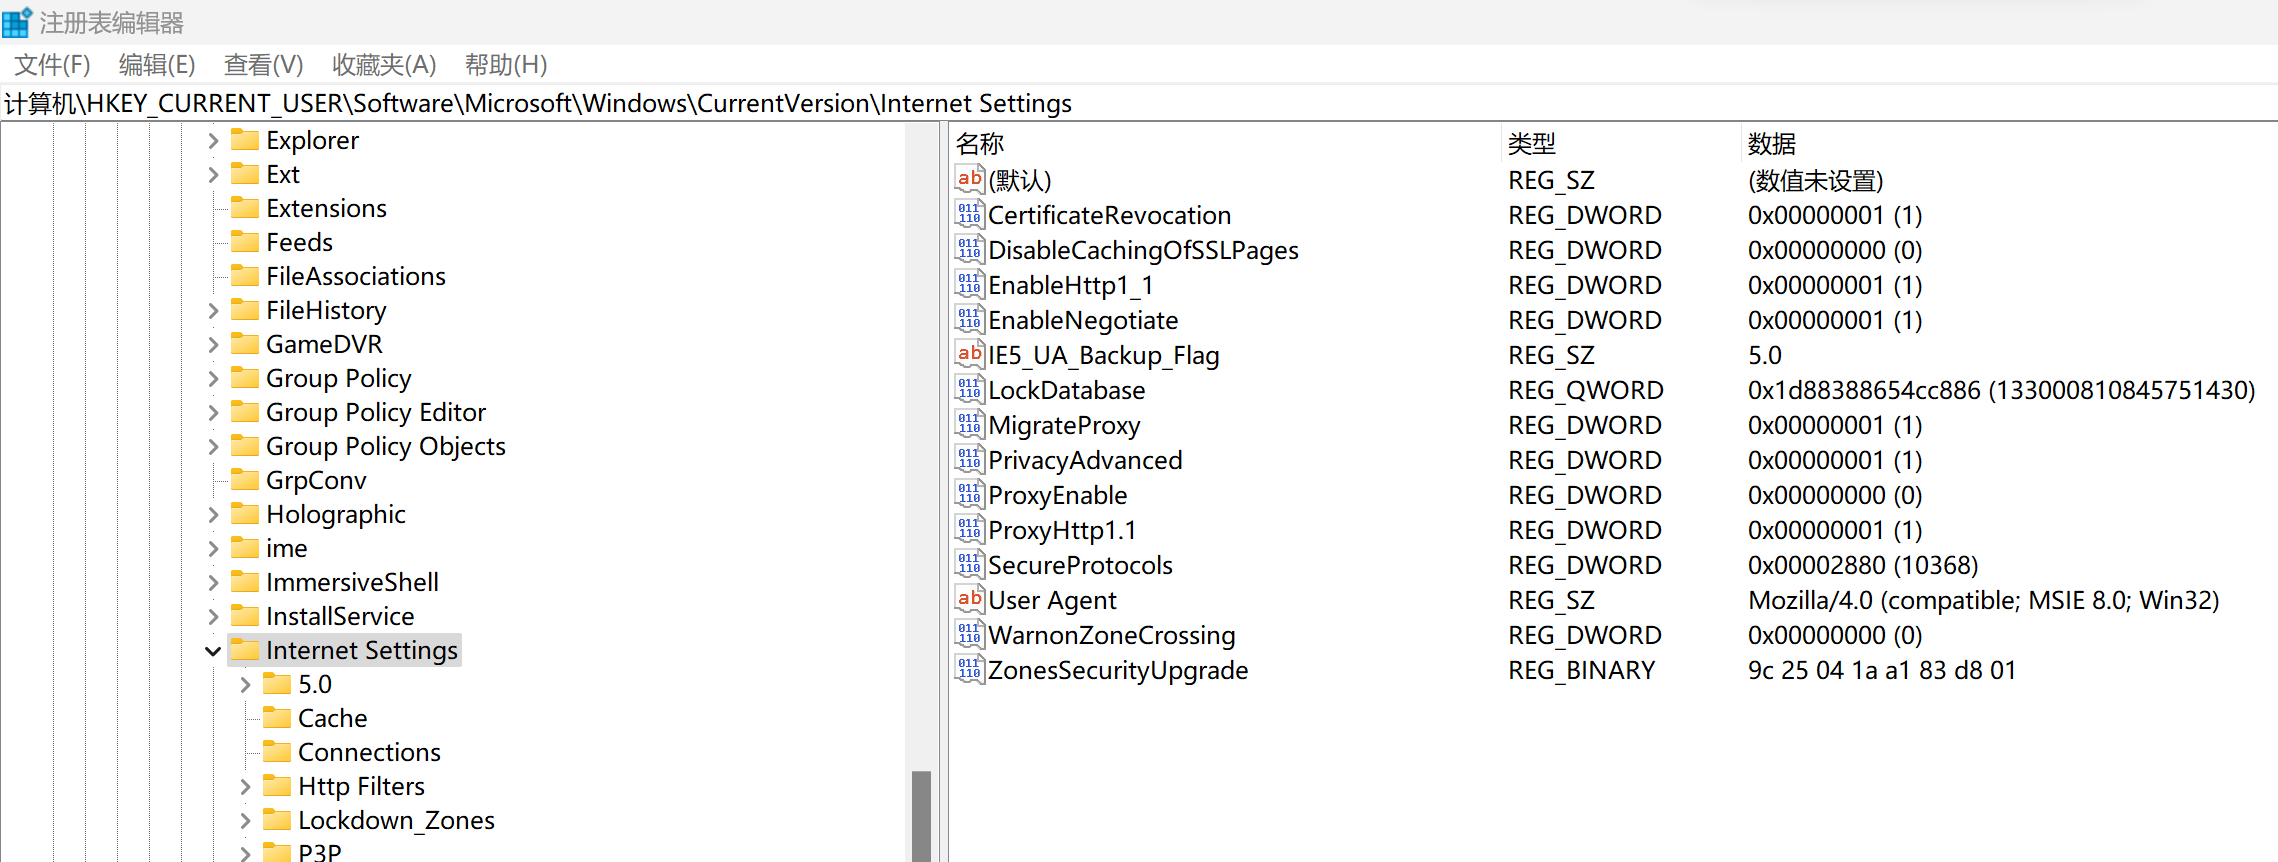 注册表编辑器
文件(F) 编辑(E) 查看(V) 收藏夹(A) 帮助(H)
计算机\HKEY_CURRENT_USER\Software\Microsoft\Windows\CurrentVersion\Internet Settings
Explorer
Ext
Extensions
Feeds
FileAssociations
FileHistory
GameDVR
Group Policy
Group Policy Editor
Group Policy Objects
GrpConv
Holographic
ime
ImmersiveShell
InstallService
Internet Settings
5.0
Cache
Connections
Http Filters
Lockdown_Zones
P3P
名称 类型 数据
(默认) REG_SZ (数值未设置)
CertificateRevocation REG_DWORD 0x00000001 (1)
DisableCachingOfSSLPages REG_DWORD 0x00000000 (0)
EnableHttp1_1 REG_DWORD 0x00000001 (1)
EnableNegotiate REG_DWORD 0x00000001 (1)
IE5_UA_Backup_Flag REG_SZ 5.0
LockDatabase REG_QWORD 0x1d88388654cc886 (133000810845751430)
MigrateProxy REG_DWORD 0x00000001 (1)
PrivacyAdvanced REG_DWORD 0x00000001 (1)
ProxyEnable REG_DWORD 0x00000000 (0)
ProxyHttp1.1 REG_DWORD 0x00000001 (1)
SecureProtocols REG_DWORD 0x00002880 (10368)
User Agent REG_SZ Mozilla/4.0 (compatible; MSIE 8.0; Win32)
WarnonZoneCrossing REG_DWORD 0x00000000 (0)
ZonesSecurityUpgrade REG_BINARY 9c 25 04 1a a1 83 d8 01